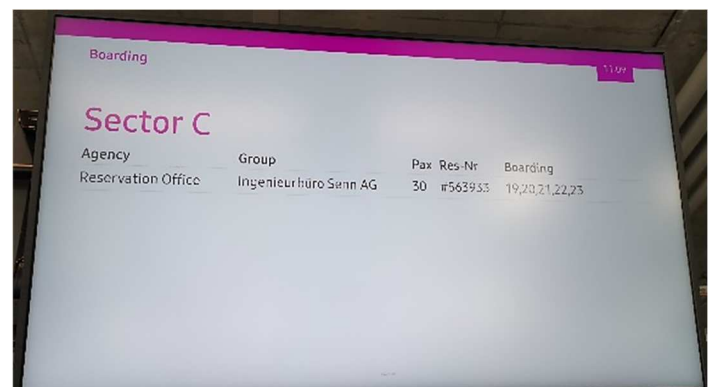 Boarding
11:09
Sector C
Agency Group Pax Res-Nr Boarding
Reservation Office Ingenieurbüro Senn AG 30 #563933 19,20,21,22,23